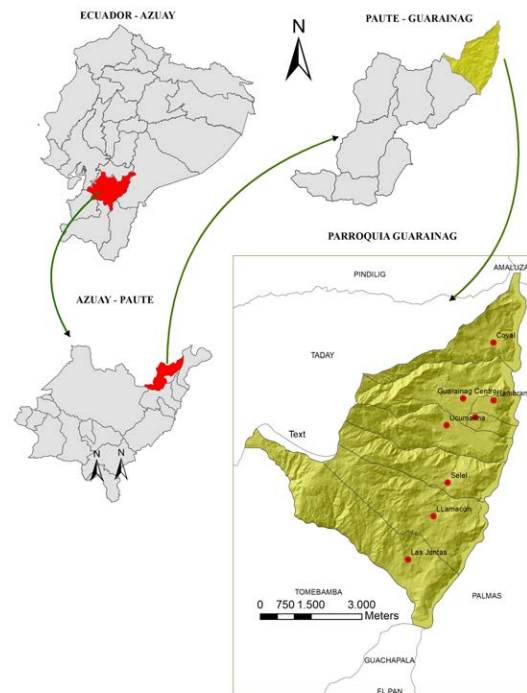 ECUADOR - AZUAY
PAUTE - GUARAINAG
N
AZUAY - PAUTE
N N
PARROQUIA GUARAINAG
PINDILIG
AMALUZA
TADAY
Coyal
Guarainag Centro
Ucumarina
Text
Selel
LLamacon
Las Juntas
TOMEBAMBA
PALMAS
0 750 1.500 3.000
Meters
GUACHAPALA
EL PAN